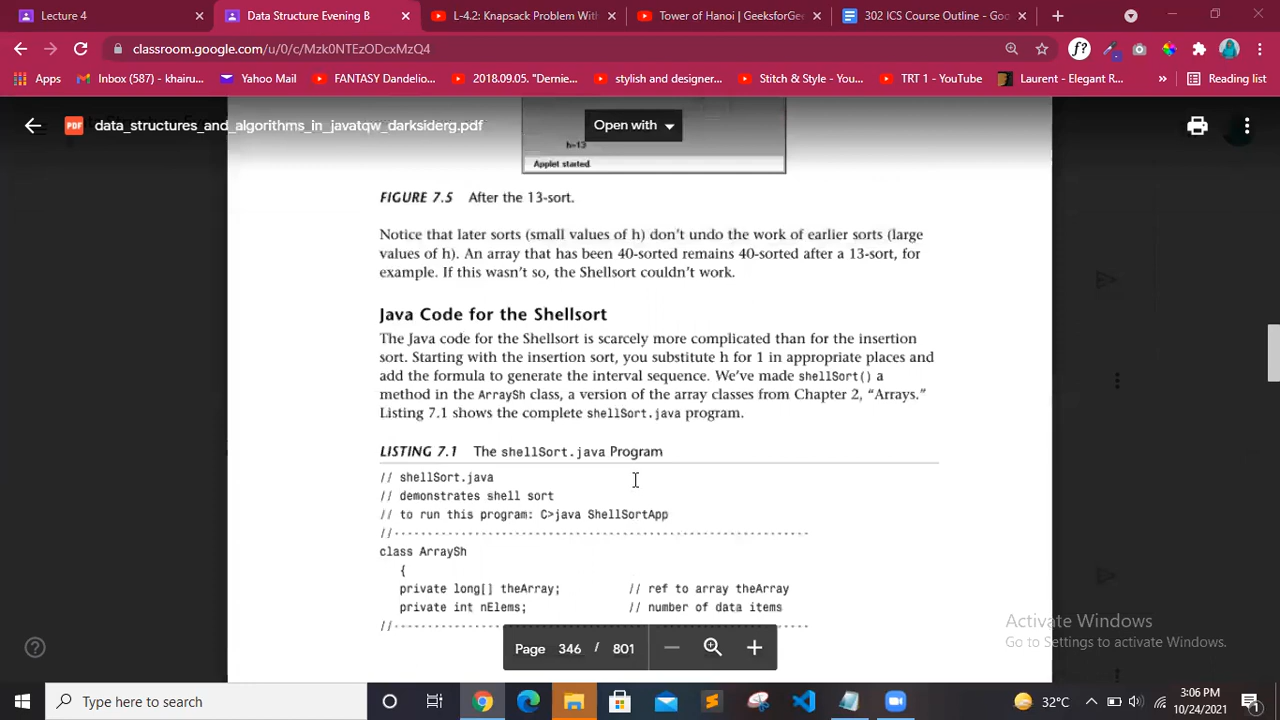 Lecture 4
Data Structure Evening B
L-4.2: Knapsack Problem With
Tower of Hanoi | GeeksforGe
302 ICS Course Outline - Goo
classroom.google.com/u/0/c/Mzk0NTEzODcxMzQ4
Apps
Inbox (587) - khairu...
Yahoo Mail
FANTASY Dandelio...
2018.09.05. "Dernie...
stylish and designer...
Stitch & Style - You...
TRT 1 - YouTube
Laurent - Elegant R...
Reading list
data_structures_and_algorithms_in_javatqw_darksiderg.pdf
Open with
h=13
Applet started.
FIGURE 7.5 After the 13-sort.
Notice that later sorts (small values of h) don't undo the work of earlier sorts (large
values of h). An array that has been 40-sorted remains 40-sorted after a 13-sort, for
example. If this wasn't so, the Shellsort couldn't work.
Java Code for the Shellsort
The Java code for the Shellsort is scarcely more complicated than for the insertion
sort. Starting with the insertion sort, you substitute h for 1 in appropriate places and
add the formula to generate the interval sequence. We've made shellSort() a
method in the ArraySh class, a version of the array classes from Chapter 2, "Arrays."
Listing 7.1 shows the complete shellSort.java program.
LISTING 7.1 The shellSort.java Program
// shellSort.java
// demonstrates shell sort
// to run this program: C>java ShellSortApp
//--------------------------------------------------------------
class ArraySh
{
private long[] theArray; // ref to array theArray
private int nElems; // number of data items
//--------------------------------------------------------------
Page 346 / 801
Activate Windows
Go to Settings to activate Windows.
Type here to search
32°C
3:06 PM
10/24/2021